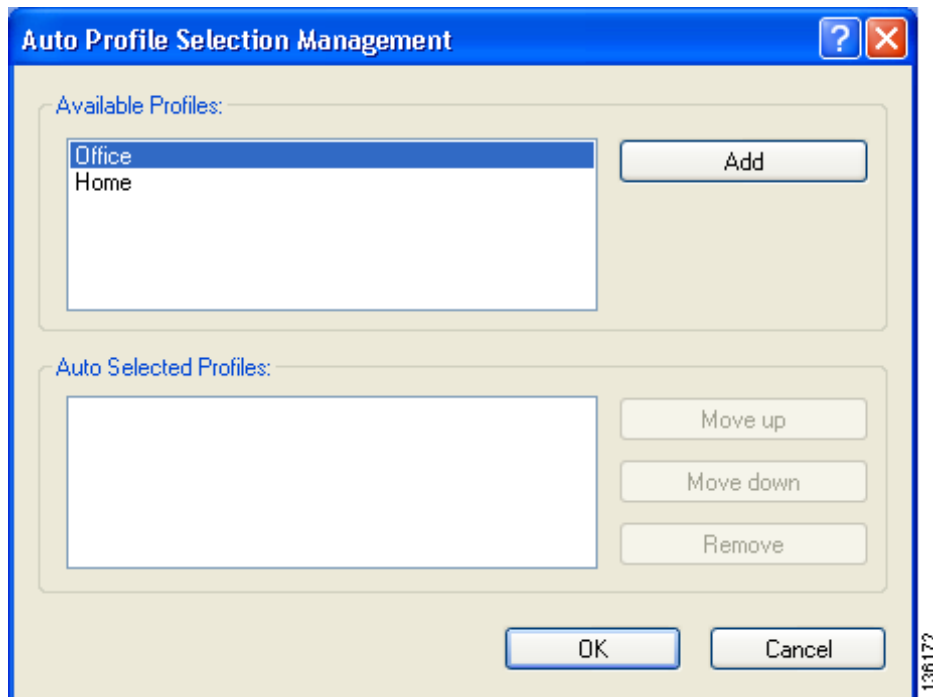 Auto Profile Selection Management
?
Available Profiles:
Office
Home
Add
Auto Selected Profiles:
Move up
Move down
Remove
OK
Cancel
136172